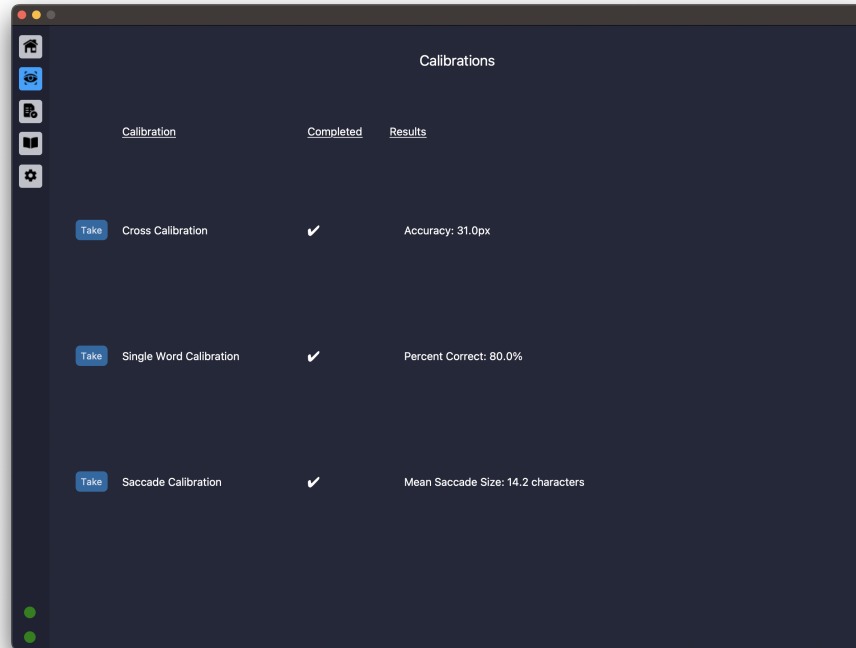 Calibrations
Calibration Completed Results
Take Cross Calibration ✔ Accuracy: 31.0px
Take Single Word Calibration ✔ Percent Correct: 80.0%
Take Saccade Calibration ✔ Mean Saccade Size: 14.2 characters